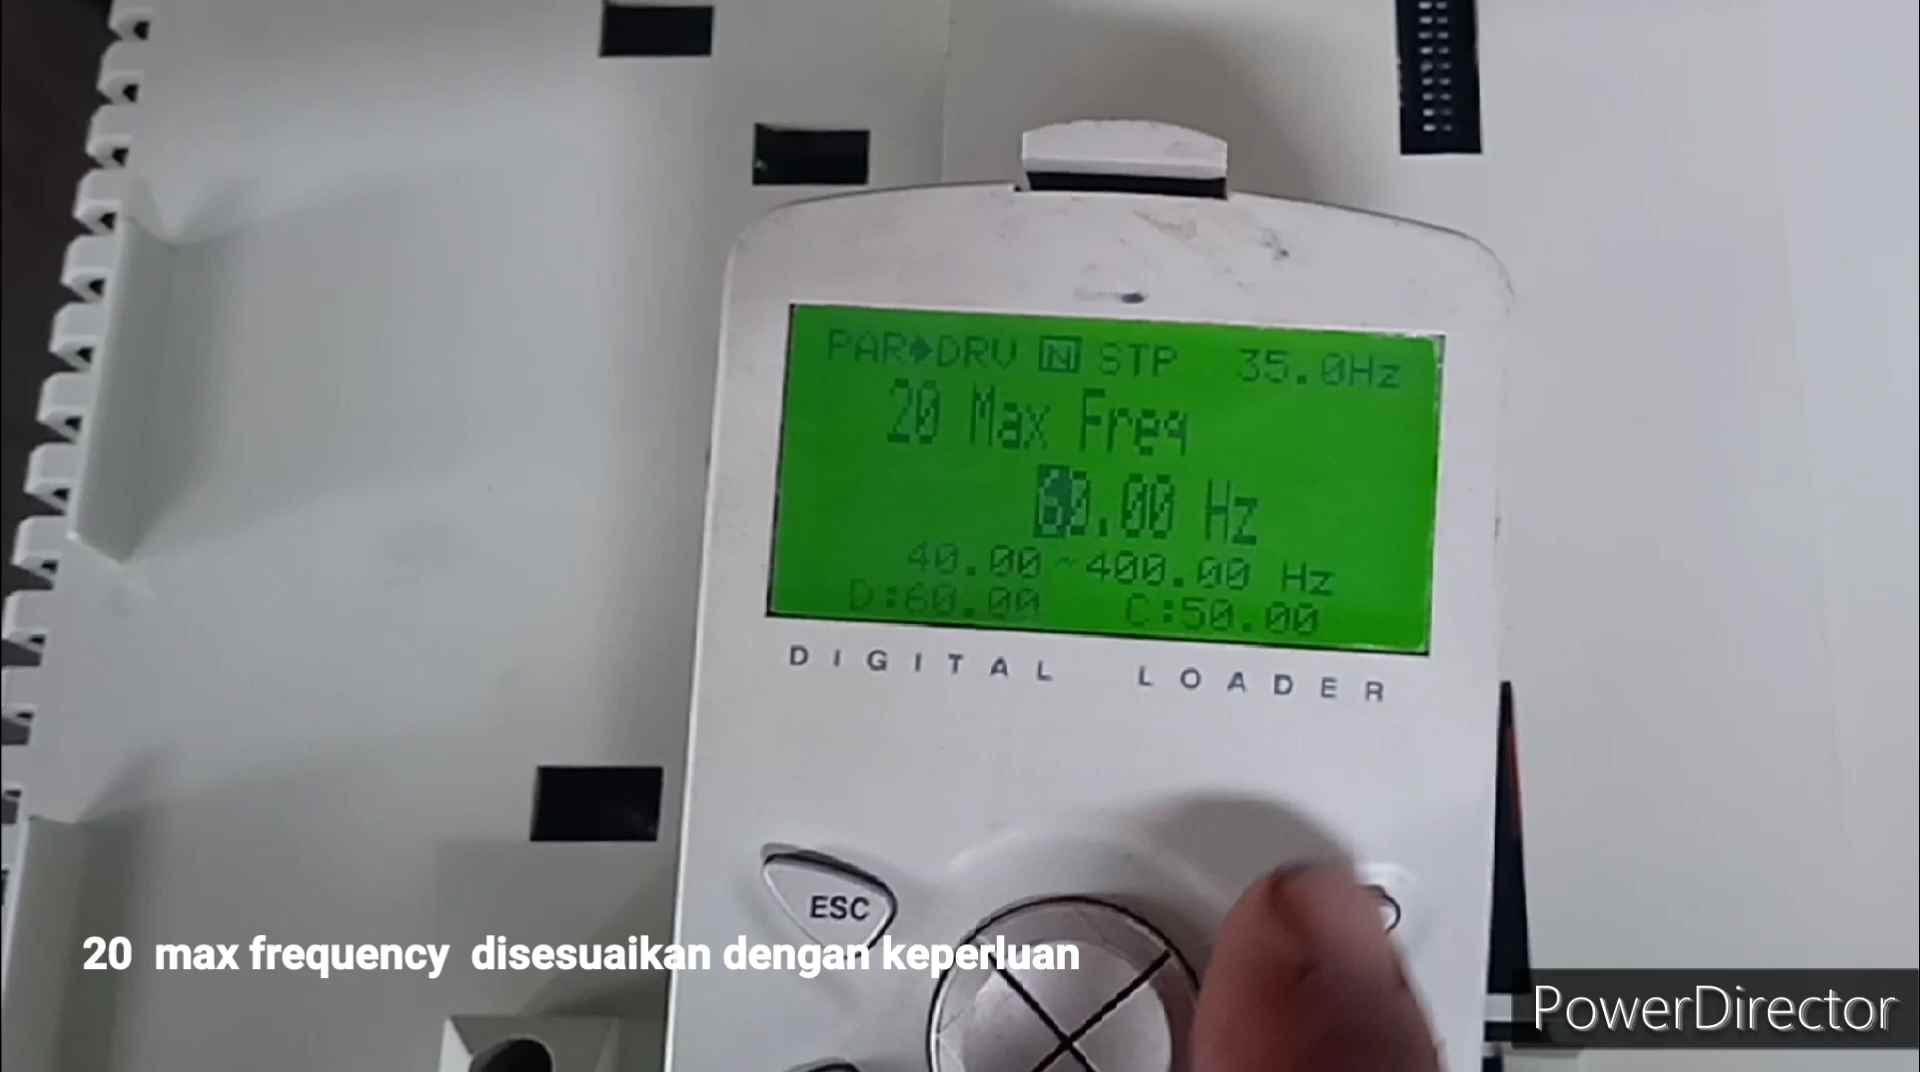 PAR➔DRV N STP 35.0Hz
20 Max Freq
60.00 Hz
40.00 ~400.00 Hz
D:60.00 C:50.00
DIGITAL LOADER
ESC
20 max frequency disesuaikan dengan keperluan
PowerDirector